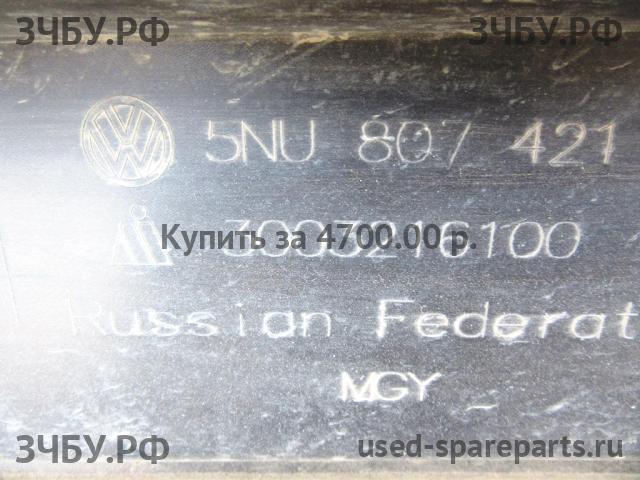 ЗЧБУ.РФ ЗЧБУ.РФ
5NU 807 421
Купить за 4700.00 р.
Russian Federat
MGY
ЗЧБУ.РФ used-spareparts.ru